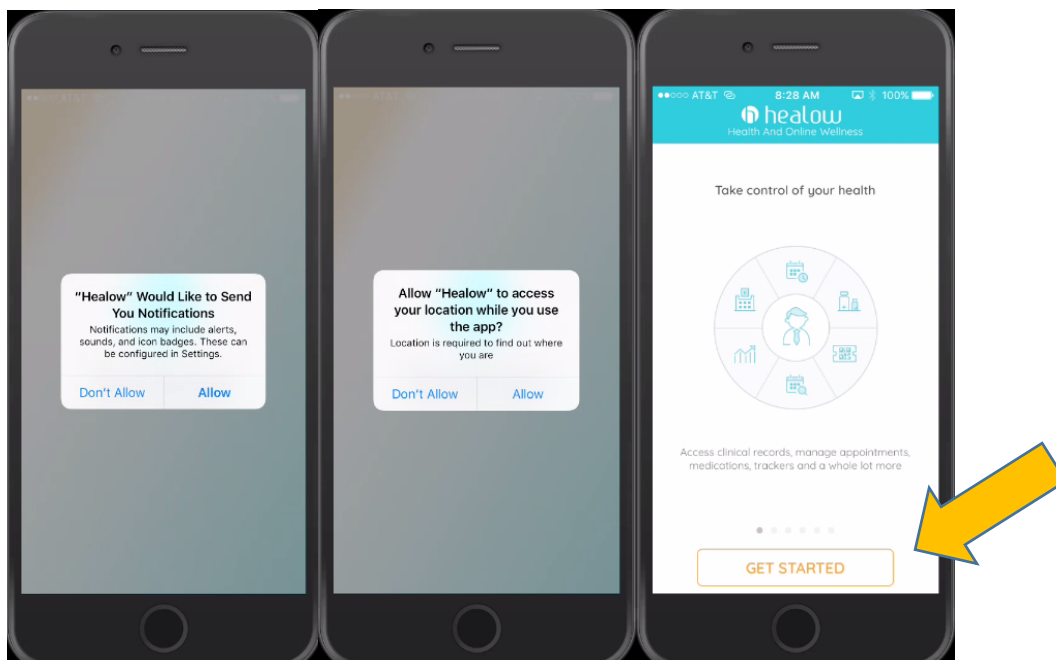 AT&T
"Healow" Would Like to Send
You Notifications
Notifications may include alerts,
sounds, and icon badges. These can
be configured in Settings.
Don't Allow Allow
AT&T
Allow "Healow" to access
your location while you use
the app?
Location is required to find out where
you are
Don't Allow Allow
AT&T 8:28 AM 100%
healow
Health And Online Wellness
Take control of your health
Access clinical records, manage appointments,
medications, trackers and a whole lot more
GET STARTED